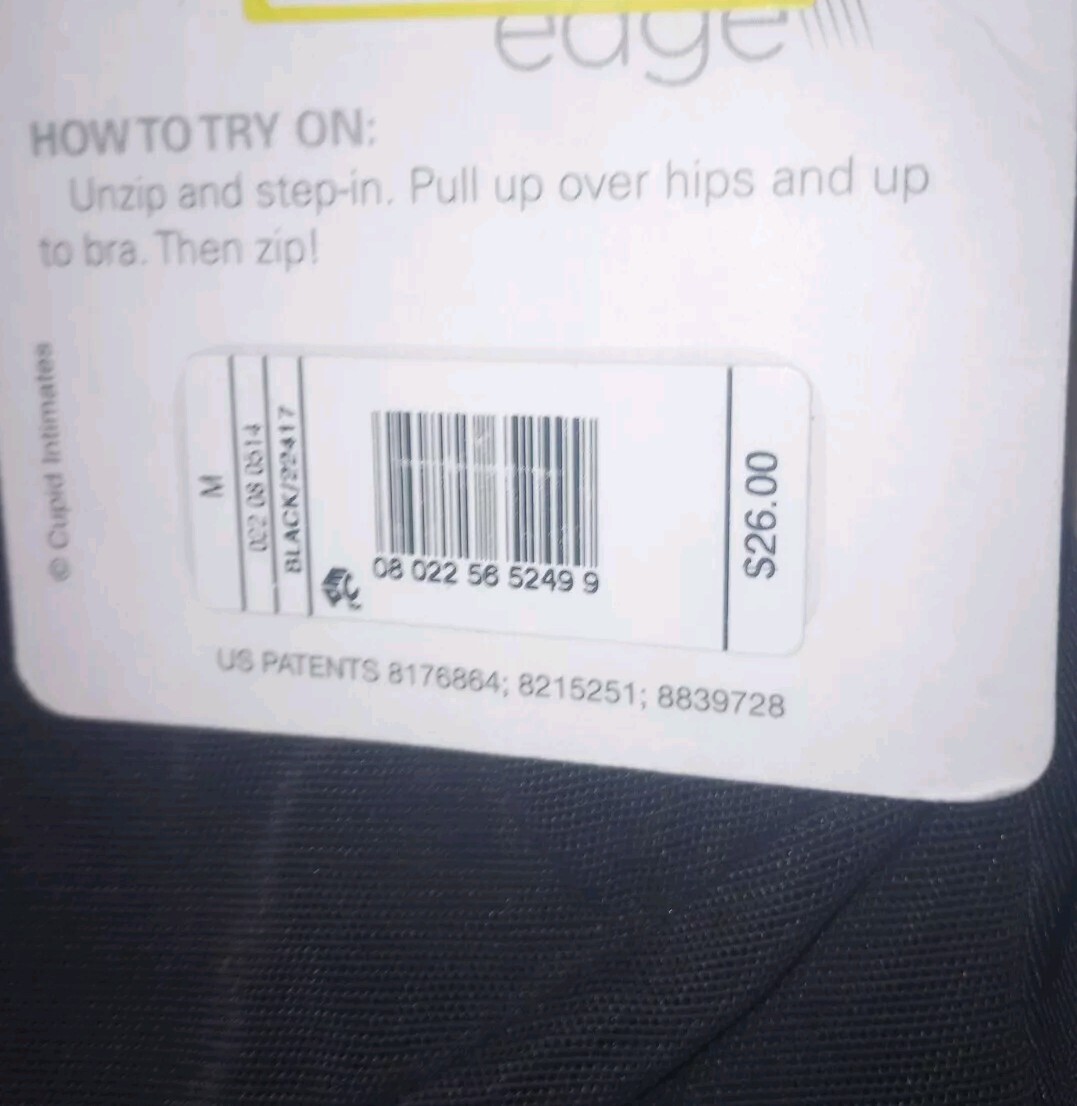 edge
HOW TO TRY ON:
Unzip and step-in. Pull up over hips and up
to bra. Then zip!
© Cupid Intimates
M
022 08 0514
BLACK/22417
08 022 56 5249 9
$26.00
US PATENTS 8176864; 8215251; 8839728